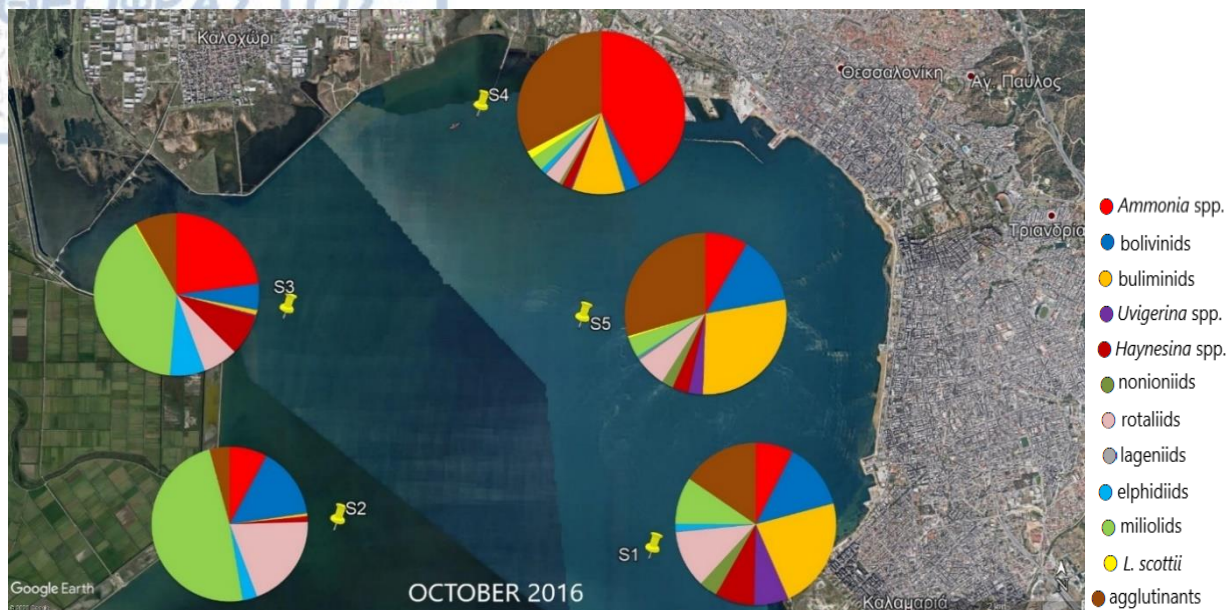 Καλοχώρι
Θεσσαλονίκη
Αγ. Παύλος
S4
Τριανδρία
S3
S5
S2
S1
Google Earth
OCTOBER 2016
Καλαμαριά
Ammonia spp.
bolivinids
buliminids
Uvigerina spp.
Haynesina spp.
nonioniids
rotaliids
lageniids
elphidiids
miliolids
L. scottii
agglutinants